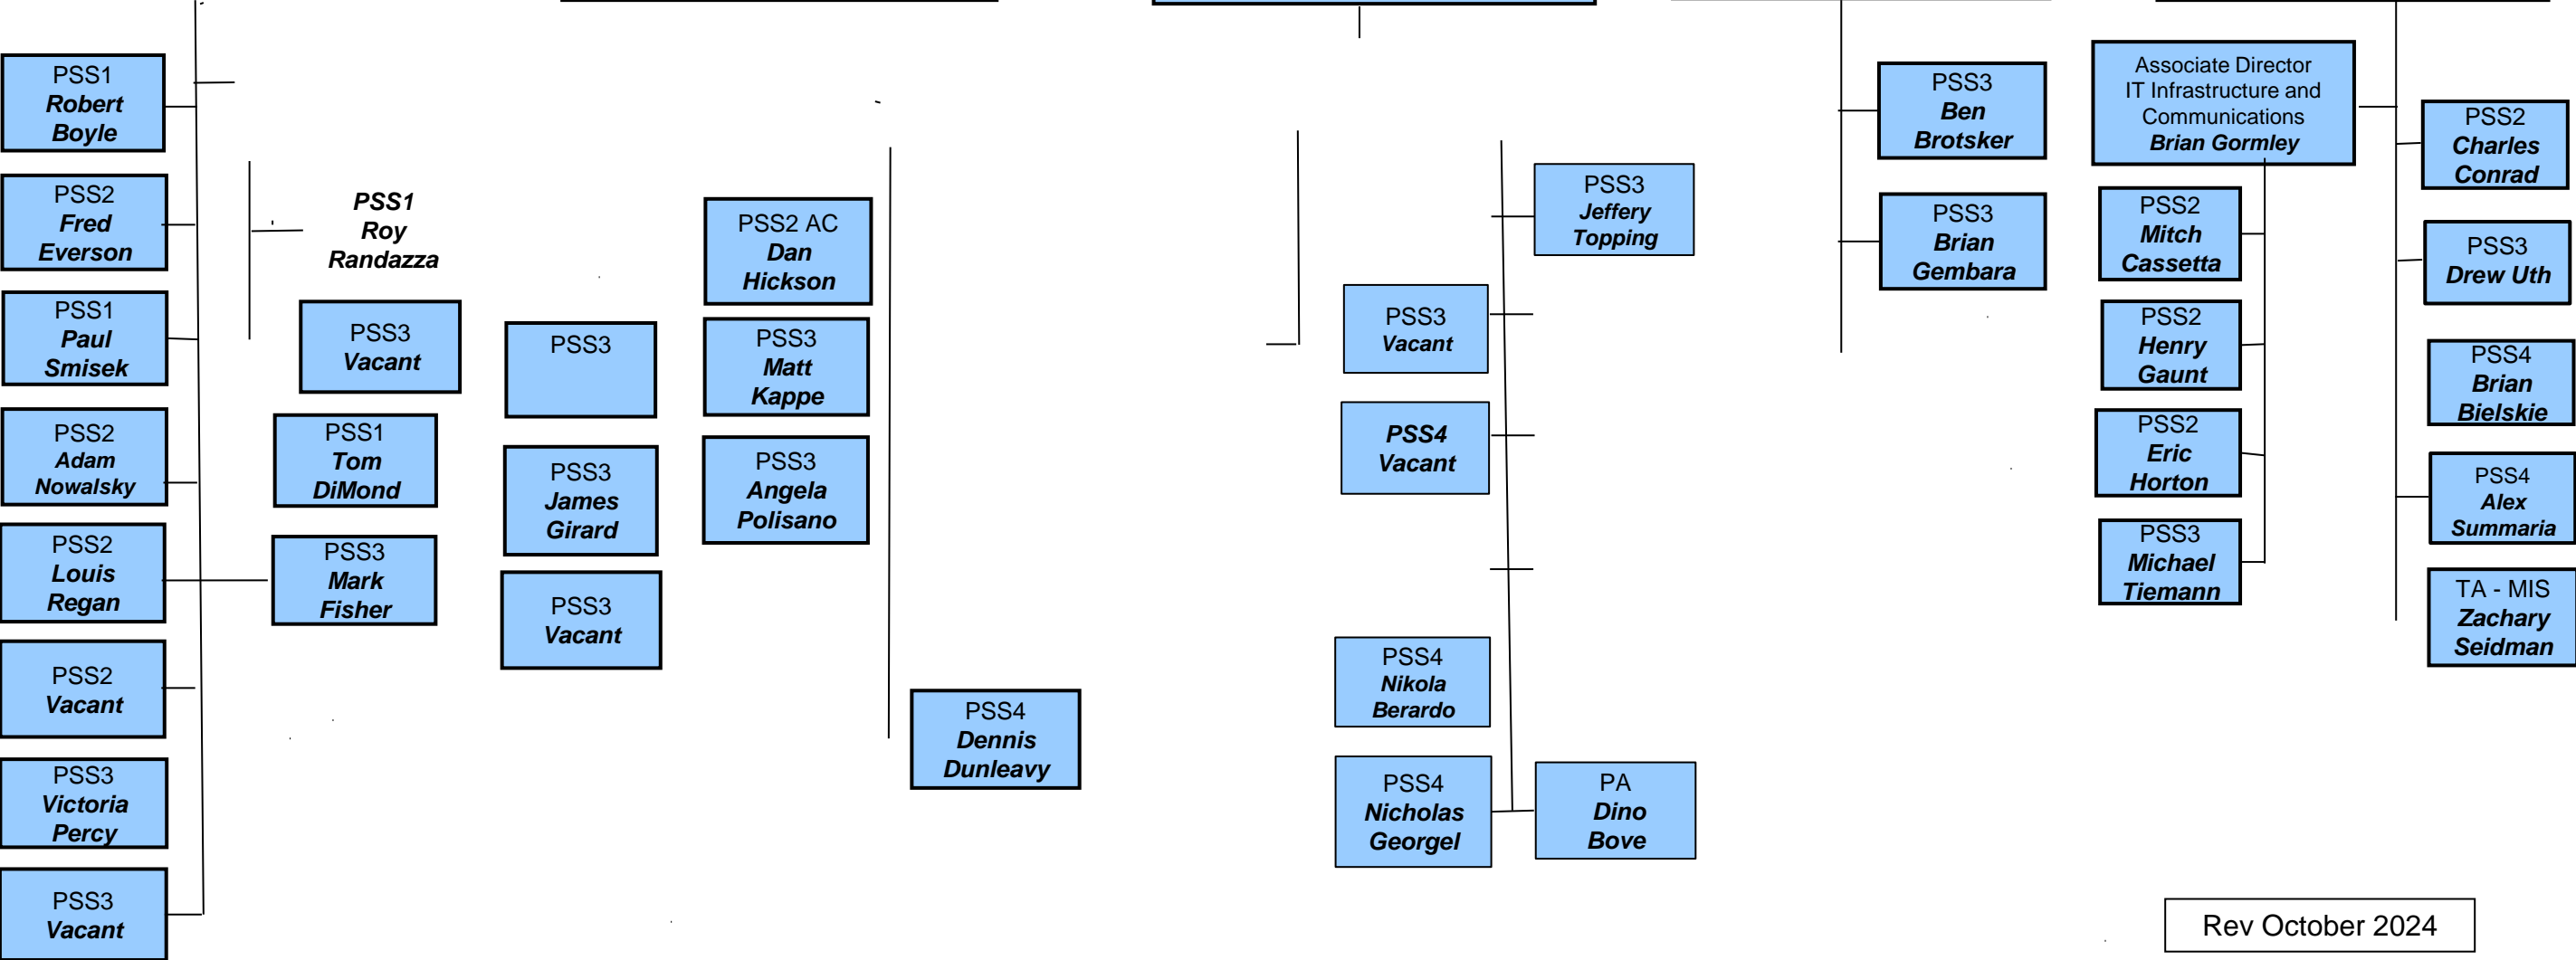 PSS1
Robert
Boyle
PSS2
Fred
Everson
PSS1
Paul
Smisek
PSS2
Adam
Nowalsky
PSS2
Louis
Regan
PSS2
Vacant
PSS3
Victoria
Percy
PSS3
Vacant
PSS1
Roy
Randazza
PSS3
Vacant
PSS1
Tom
DiMond
PSS3
Mark
Fisher
PSS3
PSS3
James
Girard
PSS3
Vacant
PSS2 AC
Dan
Hickson
PSS3
Matt
Kappe
PSS3
Angela
Polisano
PSS4
Dennis
Dunleavy
PSS3
Jeffery
Topping
PSS3
Vacant
PSS4
Vacant
PSS4
Nikola
Berardo
PSS4
Nicholas
Georgel
PA
Dino
Bove
PSS3
Ben
Brotsker
PSS3
Brian
Gembara
Associate Director
IT Infrastructure and
Communications
Brian Gormley
PSS2
Mitch
Cassetta
PSS2
Henry
Gaunt
PSS2
Eric
Horton
PSS3
Michael
Tiemann
PSS2
Charles
Conrad
PSS3
Drew Uth
PSS4
Brian
Bielskie
PSS4
Alex
Summaria
TA - MIS
Zachary
Seidman
Rev October 2024